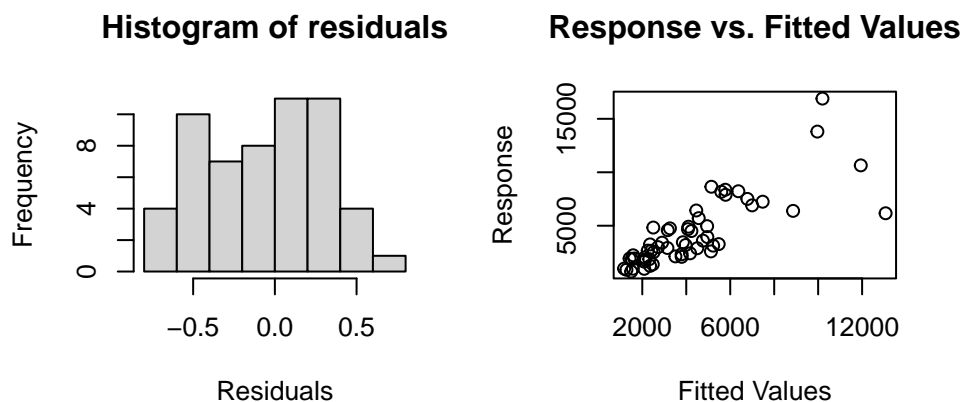 Histogram of residuals
Frequency
0
4
8
−0.5
0.0
0.5
Residuals
Response vs. Fitted Values
Response
5000
15000
2000
6000
12000
Fitted Values